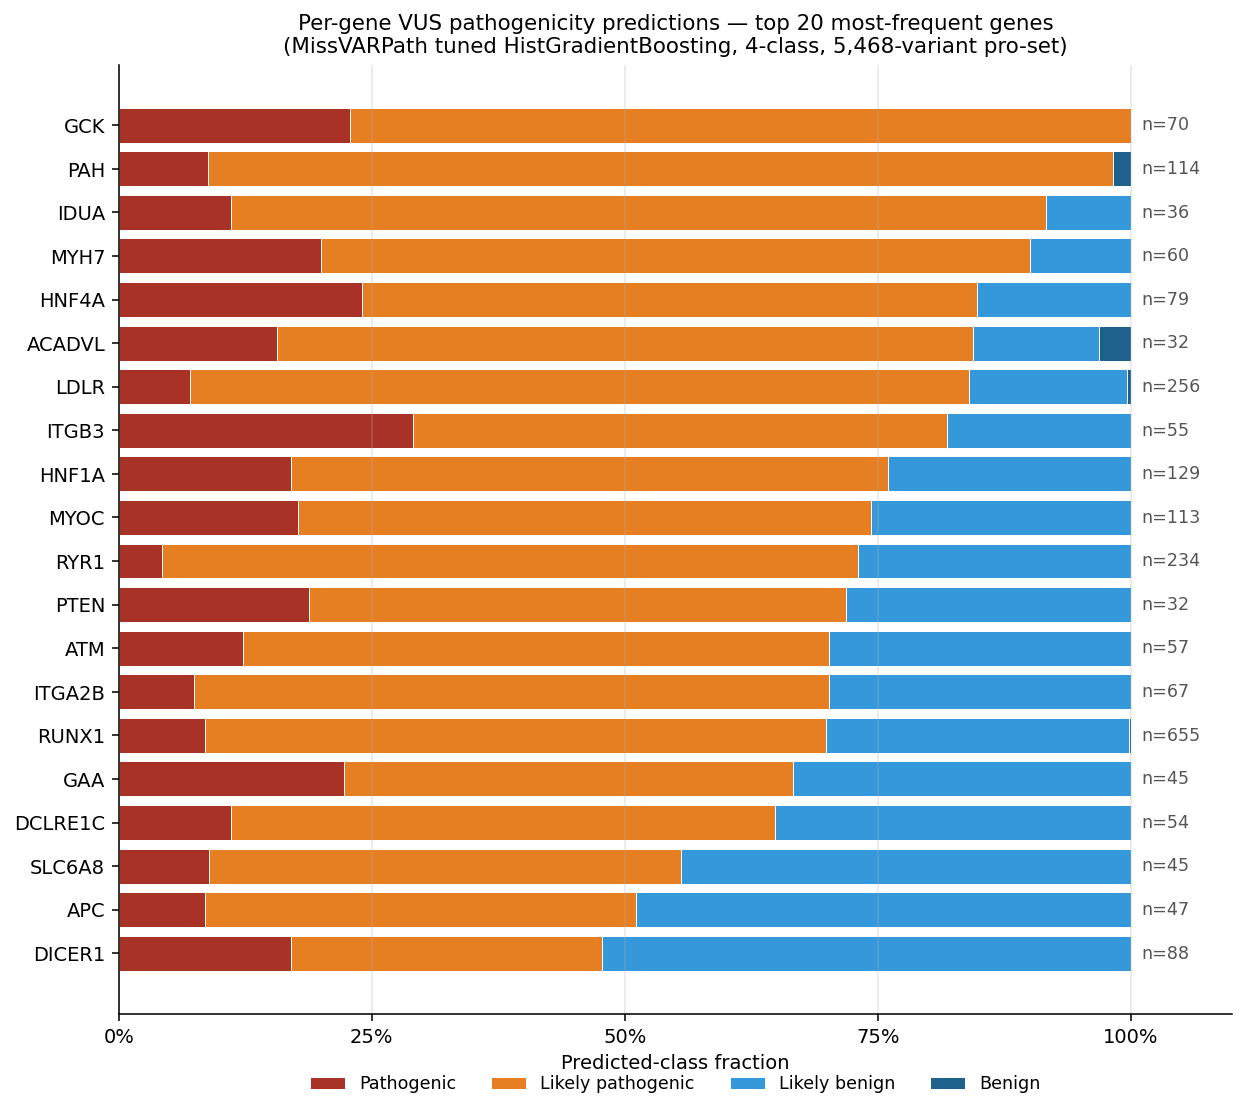 Per-gene VUS pathogenicity predictions — top 20 most-frequent genes
(MissVARPath tuned HistGradientBoosting, 4-class, 5,468-variant pro-set)
GCK n=70
PAH n=114
IDUA n=36
MYH7 n=60
HNF4A n=79
ACADVL n=32
LDLR n=256
ITGB3 n=55
HNF1A n=129
MYOC n=113
RYR1 n=234
PTEN n=32
ATM n=57
ITGA2B n=67
RUNX1 n=655
GAA n=45
DCLRE1C n=54
SLC6A8 n=45
APC n=47
DICER1 n=88
0% 25% 50% 75% 100%
Predicted-class fraction
Pathogenic Likely pathogenic Likely benign Benign